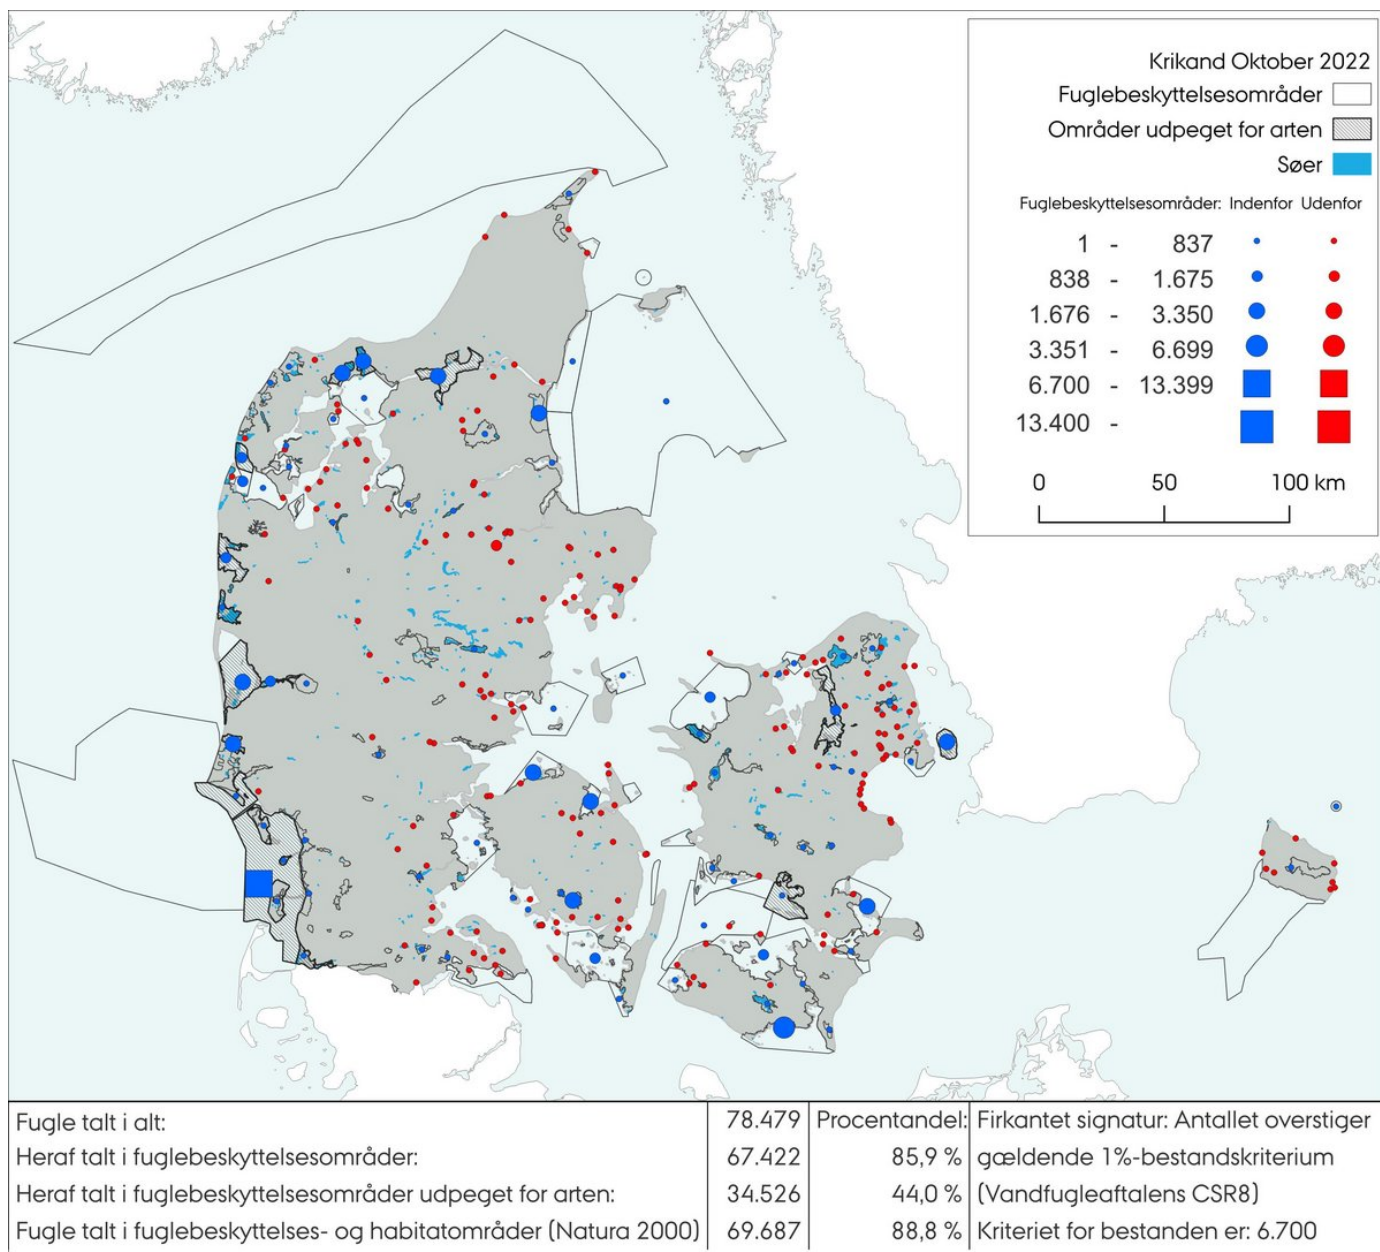 Krikand Oktober 2022
Fuglebeskyttelsesområder
Områder udpeget for arten
Søer
Fuglebeskyttelsesområder: Indenfor Udenfor
1 - 837
838 - 1.675
1.676 - 3.350
3.351 - 6.699
6.700 - 13.399
13.400 -
0 50 100 km
Fugle talt i alt: 78.479 Procentandel: Firkantet signatur: Antallet overstiger
Heraf talt i fuglebeskyttelsesområder: 67.422 85,9 % gældende 1%-bestandskriterium
Heraf talt i fuglebeskyttelsesområder udpeget for arten: 34.526 44,0 % (Vandfugleaftalens CSR8)
Fugle talt i fuglebeskyttelses- og habitatområder (Natura 2000) 69.687 88,8 % Kriteriet for bestanden er: 6.700